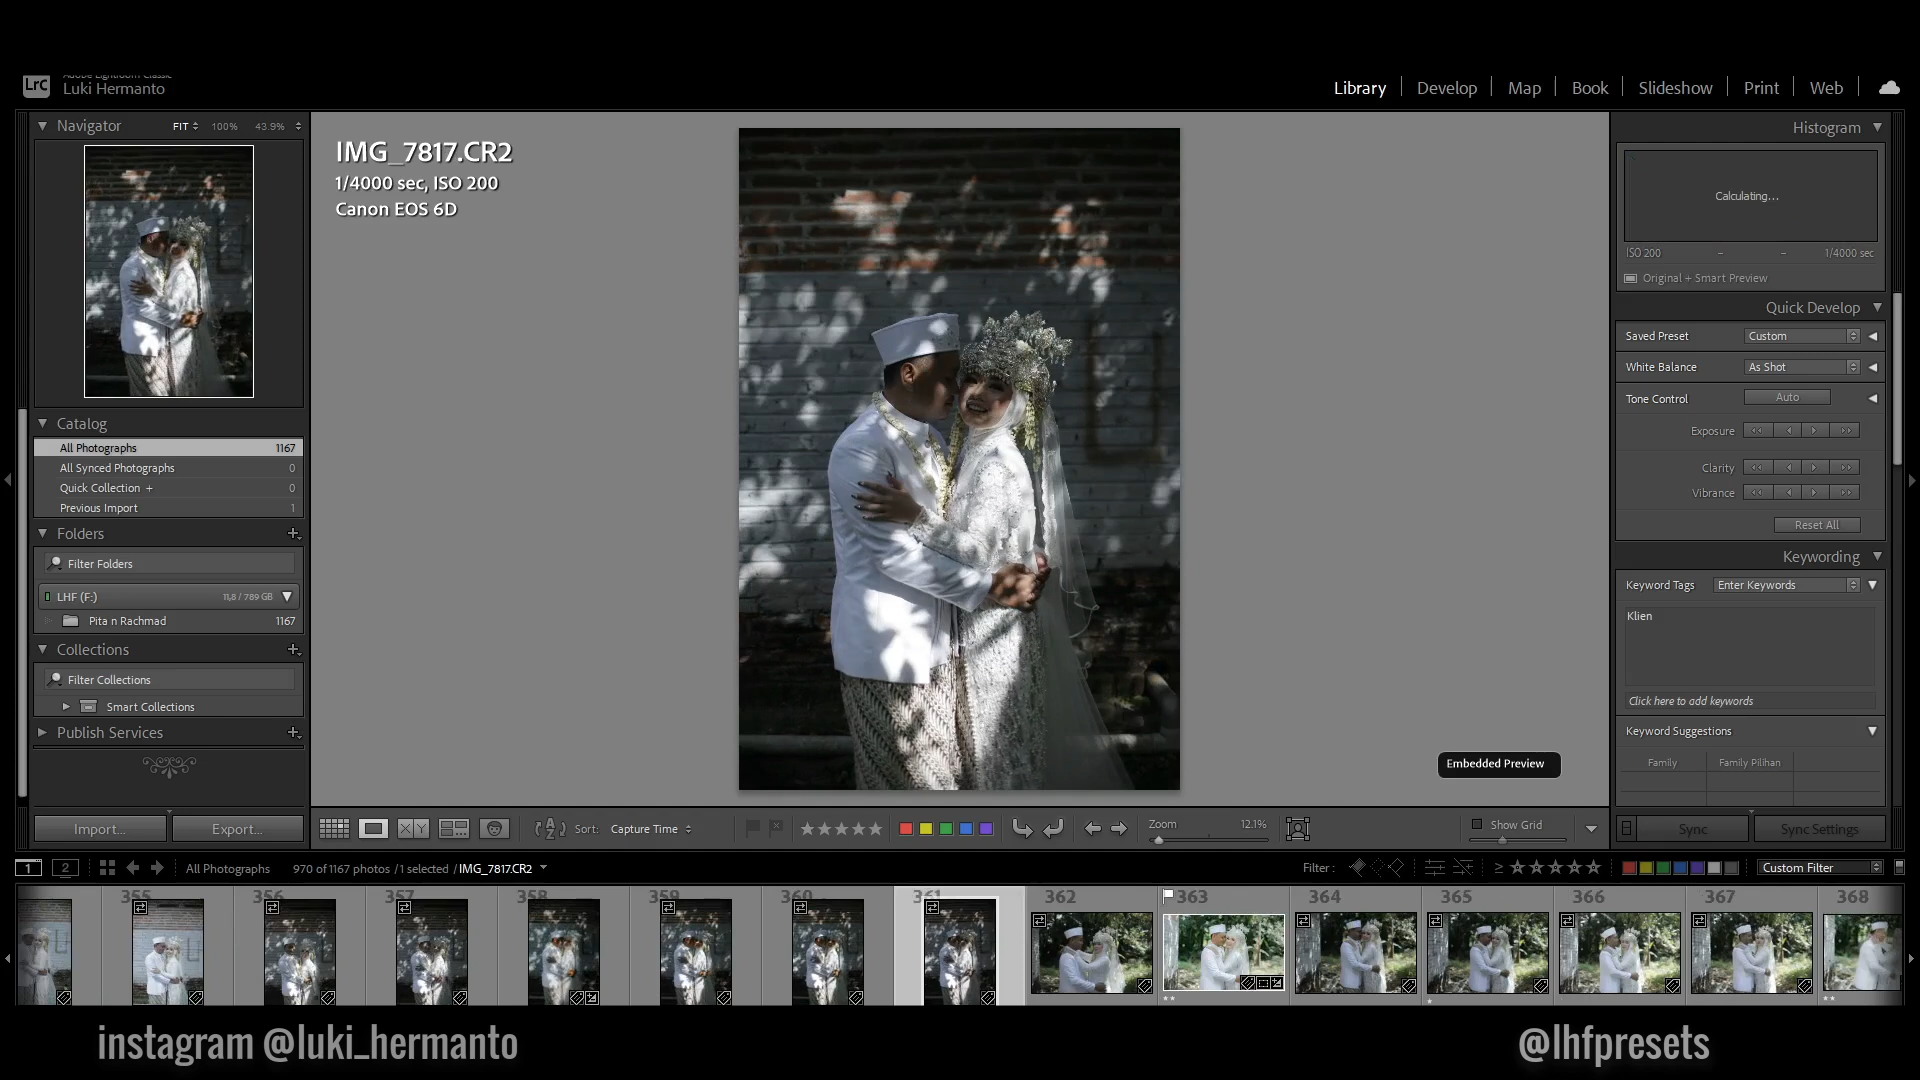 LrC
Adobe Lightroom Classic
Luki Hermanto
Library
Develop
Map
Book
Slideshow
Print
Web
Navigator
FIT
100%
43.9%
IMG_7817.CR2
1/4000 sec, ISO 200
Canon EOS 6D
Histogram
Calculating...
ISO 200 – – 1/4000 sec
Original + Smart Preview
Quick Develop
Saved Preset Custom
White Balance As Shot
Tone Control Auto
Exposure
Clarity
Vibrance
Reset All
Keywording
Keyword Tags Enter Keywords
Klien
Click here to add keywords
Keyword Suggestions
Family Family Pilihan
Catalog
All Photographs 1167
All Synced Photographs 0
Quick Collection + 0
Previous Import 1
Folders
Filter Folders
LHF (F:) 11,8 / 789 GB
Pita n Rachmad 1167
Collections
Filter Collections
Smart Collections
Publish Services
Embedded Preview
Import...
Export...
X Y
A
Z
Sort: Capture Time
Zoom 12.1%
Show Grid
Sync
Sync Settings
1
2
All Photographs
970 of 1167 photos / 1 selected / IMG_7817.CR2
Filter :
≥
Custom Filter
355
356
357
358
359
360
361
362
363
364
365
366
367
368
instagram @luki_hermanto
@lhfpresets